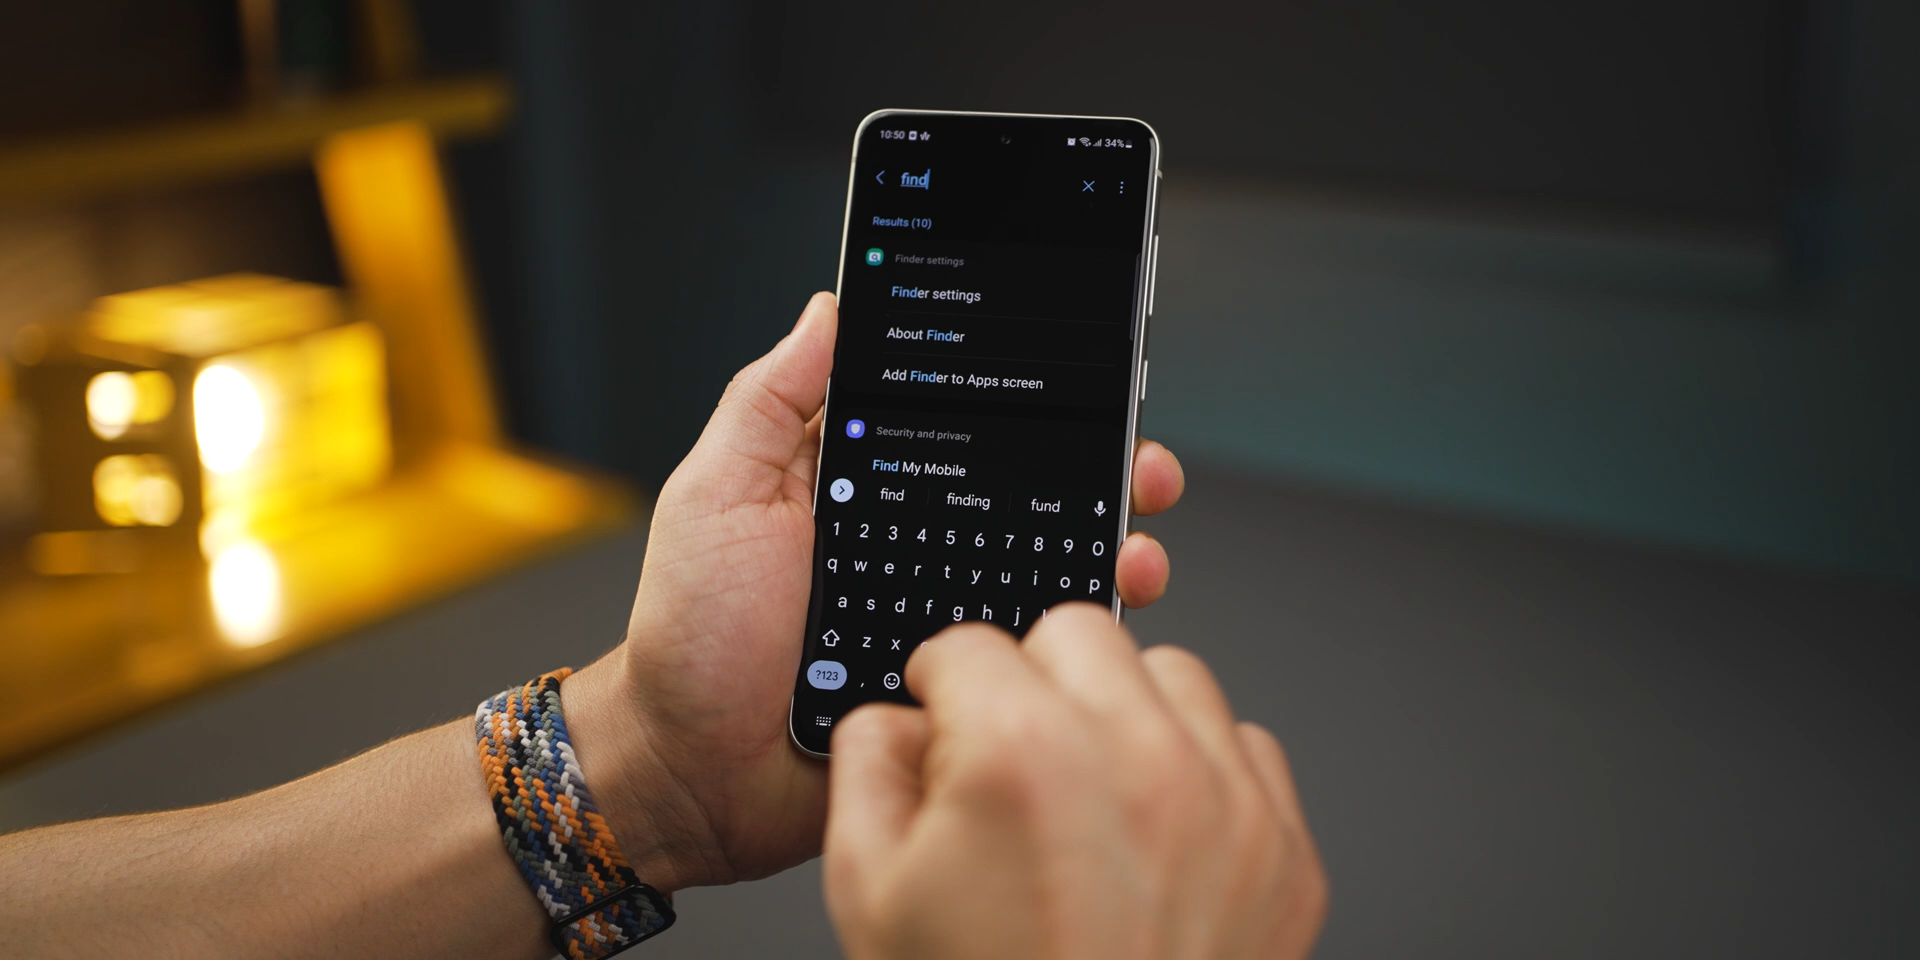 10:50 34%
find
Results (10)
Finder settings
Finder settings
About Finder
Add Finder to Apps screen
Security and privacy
Find My Mobile
find finding fund
1 2 3 4 5 6 7 8 9 0
q w e r t y u i o p
a s d f g h j
z x
?123 ,